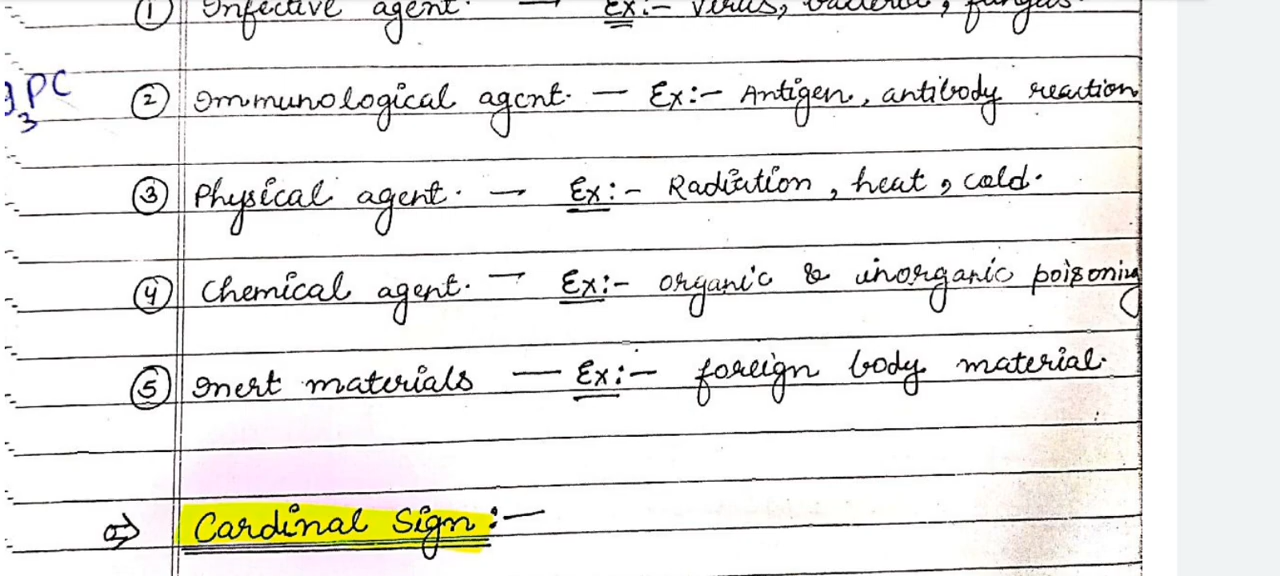 ① Infective agent. → Ex:- Virus, bacteria, fungus.
② Immunological agent. — Ex:- Antigen, antibody reaction
③ Physical agent. → Ex:- Radiation, heat, cold.
④ Chemical agent. → Ex:- organic & inorganic poisoning
⑤ Inert materials — Ex:- foreign body material.
⇒ Cardinal Sign :-